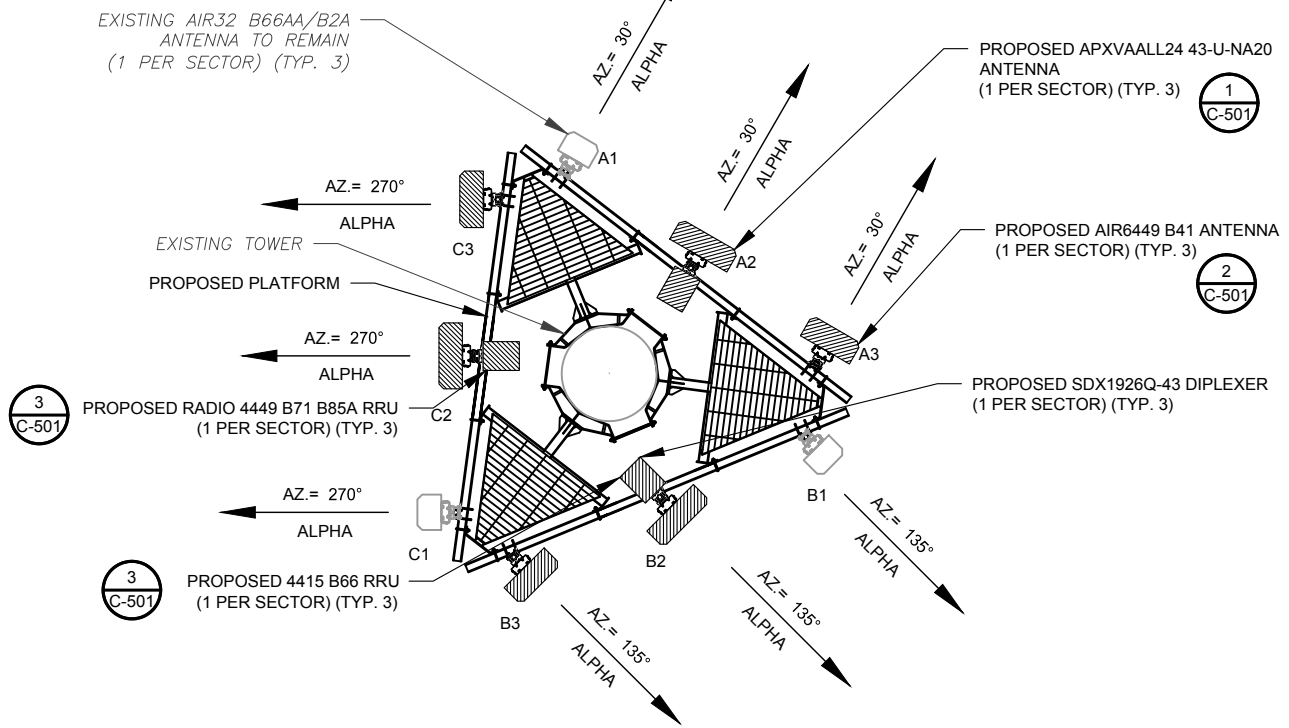 EXISTING AIR32 B66AA/B2A
ANTENNA TO REMAIN
(1 PER SECTOR) (TYP. 3)
AZ.= 30°
ALPHA
PROPOSED APXVAALL24 43-U-NA20
ANTENNA
(1 PER SECTOR) (TYP. 3)
1
C-501
AZ.= 30°
ALPHA
A1
AZ.= 270°
ALPHA
C3
A2
AZ.= 30°
ALPHA
PROPOSED AIR6449 B41 ANTENNA
(1 PER SECTOR) (TYP. 3)
2
C-501
EXISTING TOWER
PROPOSED PLATFORM
AZ.= 270°
ALPHA
A3
PROPOSED SDX1926Q-43 DIPLEXER
(1 PER SECTOR) (TYP. 3)
3
C-501
PROPOSED RADIO 4449 B71 B85A RRU
(1 PER SECTOR) (TYP. 3)
C2
AZ.= 270°
ALPHA
B1
C1
B2
AZ.= 135°
ALPHA
3
C-501
PROPOSED 4415 B66 RRU
(1 PER SECTOR) (TYP. 3)
B3
AZ.= 135°
ALPHA
AZ.= 135°
ALPHA